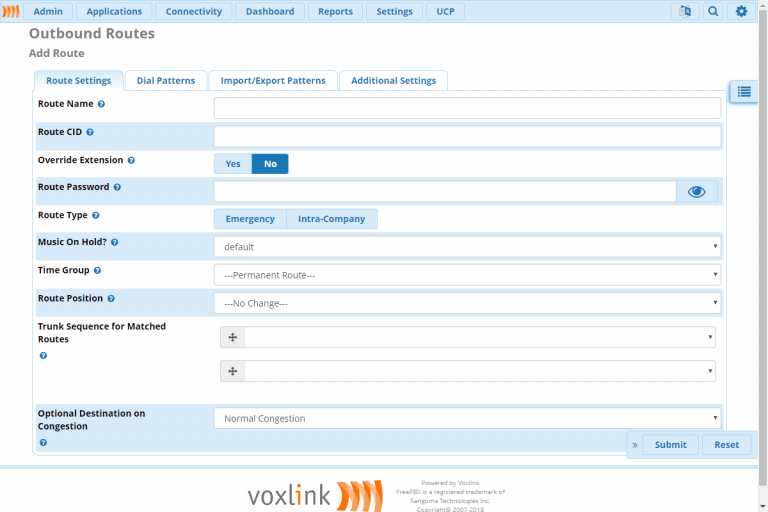 Admin Applications Connectivity Dashboard Reports Settings UCP
Outbound Routes
Add Route
Route Settings Dial Patterns Import/Export Patterns Additional Settings
Route Name
Route CID
Override Extension Yes No
Route Password
Route Type Emergency Intra-Company
Music On Hold? default
Time Group ---Permanent Route---
Route Position ---No Change---
Trunk Sequence for Matched
Routes
Optional Destination on
Congestion
Normal Congestion
» Submit Reset
voxlink
Powered by Voxlink
FreePBX is a registered trademark of
Sangoma Technologies Inc.
Copyright© 2007-2018